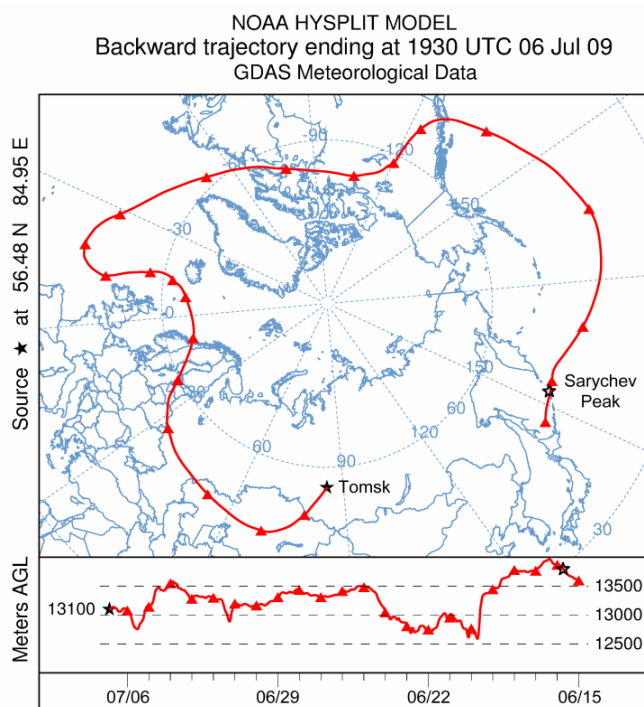 NOAA HYSPLIT MODEL
Backward trajectory ending at 1930 UTC 06 Jul 09
GDAS Meteorological Data
Source ★ at 56.48 N 84.95 E
-90
-120
-60
-150
-30
0
150
Sarychev
Peak
30
60
60
120
90
Tomsk
30
Meters AGL
13100
13500
13000
12500
07/06 06/29 06/22 06/15